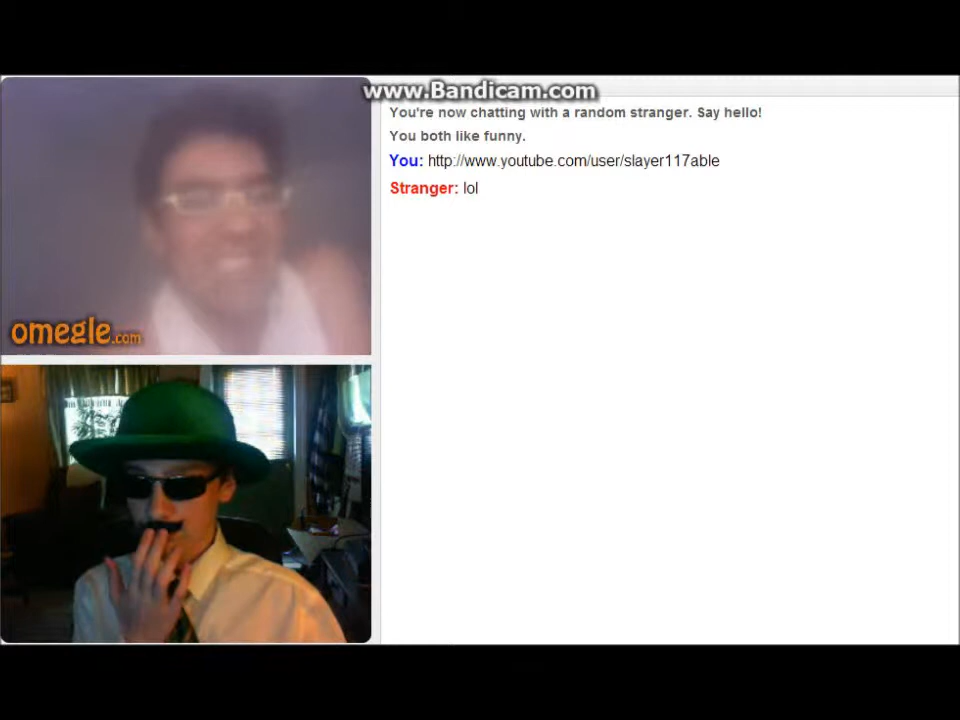 www.Bandicam.com
You're now chatting with a random stranger. Say hello!
You both like funny.
You: http://www.youtube.com/user/slayer117able
Stranger: lol
omegle.com